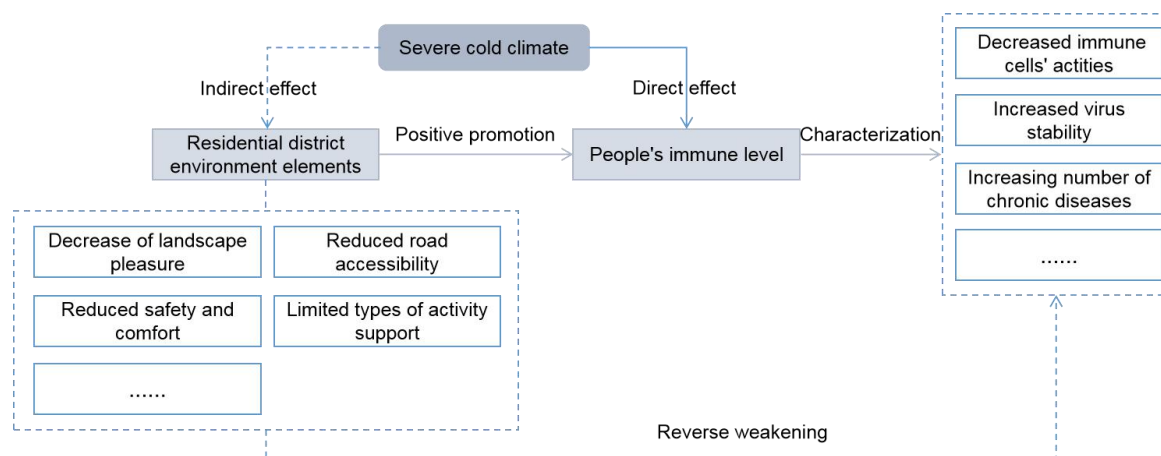 Severe cold climate
Indirect effect
Direct effect
Residential district
environment elements
Positive promotion
People's immune level
Characterization
Decreased immune
cells' actities
Increased virus
stability
Increasing number of
chronic diseases
......
Decrease of landscape
pleasure
Reduced road
accessibility
Reduced safety and
comfort
Limited types of activity
support
......
Reverse weakening